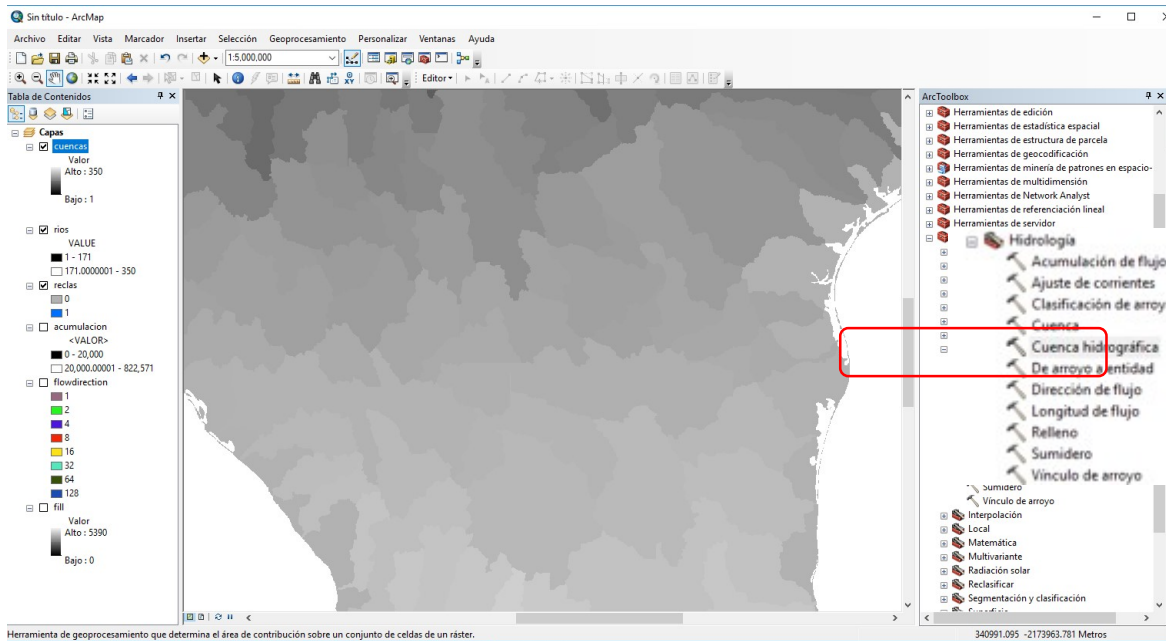 Sin título - ArcMap
Archivo Editar Vista Marcador Insertar Selección Geoprocesamiento Personalizar Ventanas Ayuda
1:5,000,000
Editor
Tabla de Contenidos
Capas
cuencas
Valor
Alto : 350
Bajo : 1
rios
VALUE
1 - 171
171.0000001 - 350
reclas
0
1
acumulacion
<VALOR>
0 - 20,000
20,000.00001 - 822,571
flowdirection
1
2
4
8
16
32
64
128
fill
Valor
Alto : 5390
Bajo : 0
ArcToolbox
Herramientas de edición
Herramientas de estadística espacial
Herramientas de estructura de parcela
Herramientas de geocodificación
Herramientas de minería de patrones en espacio-
Herramientas de multidimensión
Herramientas de Network Analyst
Herramientas de referenciación lineal
Herramientas de servidor
Hidrología
Acumulación de flujo
Ajuste de corrientes
Clasificación de arroy
Cuenca
Cuenca hidrográfica
De arroyo a entidad
Dirección de flujo
Longitud de flujo
Relleno
Sumidero
Vínculo de arroyo
Sumidero
Vínculo de arroyo
Interpolación
Local
Matemática
Multivariante
Radiación solar
Reclasificar
Segmentación y clasificación
Herramienta de geoprocesamiento que determina el área de contribución sobre un conjunto de celdas de un ráster.
340991.095 -2173963.781 Metros